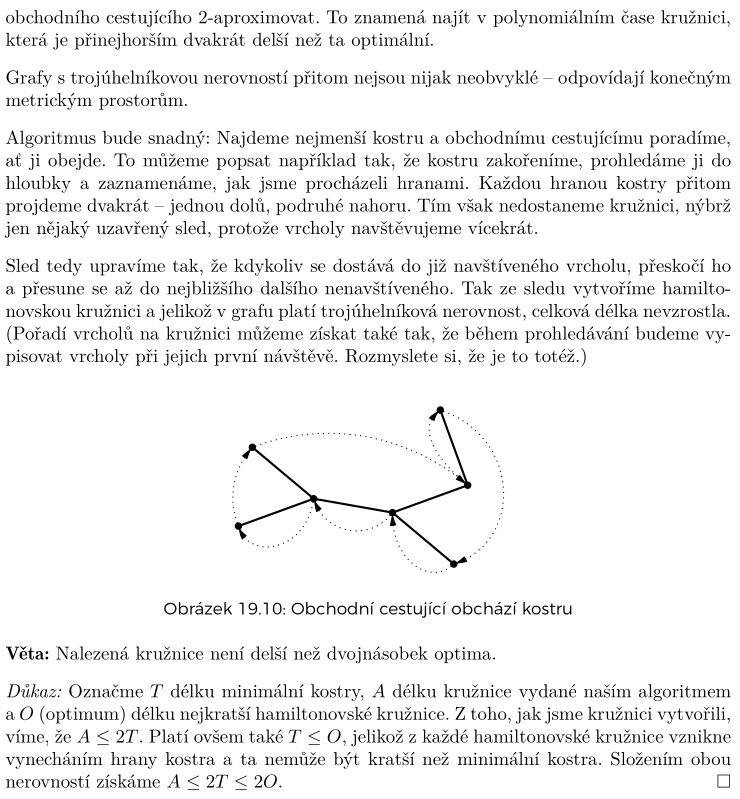 obchodního cestujícího 2-aproximovat. To znamená najít v polynomiálním čase kružnici,
která je přinejhorším dvakrát delší než ta optimální.
Grafy s trojúhelníkovou nerovností přitom nejsou nijak neobvyklé – odpovídají konečným
metrickým prostorům.
Algoritmus bude snadný: Najdeme nejmenší kostru a obchodnímu cestujícímu poradíme,
ať ji obejde. To můžeme popsat například tak, že kostru zakořeníme, prohledáme ji do
hloubky a zaznamenáme, jak jsme procházeli hranami. Každou hranou kostry přitom
projdeme dvakrát – jednou dolů, podruhé nahoru. Tím však nedostaneme kružnici, nýbrž
jen nějaký uzavřený sled, protože vrcholy navštěvujeme vícekrát.
Sled tedy upravíme tak, že kdykoliv se dostává do již navštíveného vrcholu, přeskočí ho
a přesune se až do nejbližšího dalšího nenavštíveného. Tak ze sledu vytvoříme hamilto-
novskou kružnici a jelikož v grafu platí trojúhelníková nerovnost, celková délka nevzrostla.
(Pořadí vrcholů na kružnici můžeme získat také tak, že během prohledávání budeme vy-
pisovat vrcholy při jejich první návštěvě. Rozmyslete si, že je to totéž.)
Obrázek 19.10: Obchodní cestující obchází kostru
Věta: Nalezená kružnice není delší než dvojnásobek optima.
Důkaz: Označme T délku minimální kostry, A délku kružnice vydané naším algoritmem
a O (optimum) délku nejkratší hamiltonovské kružnice. Z toho, jak jsme kružnici vytvořili,
víme, že A ≤ 2T. Platí ovšem také T ≤ O, jelikož z každé hamiltonovské kružnice vznikne
vynecháním hrany kostra a ta nemůže být kratší než minimální kostra. Složením obou
nerovností získáme A ≤ 2T ≤ 2O. □